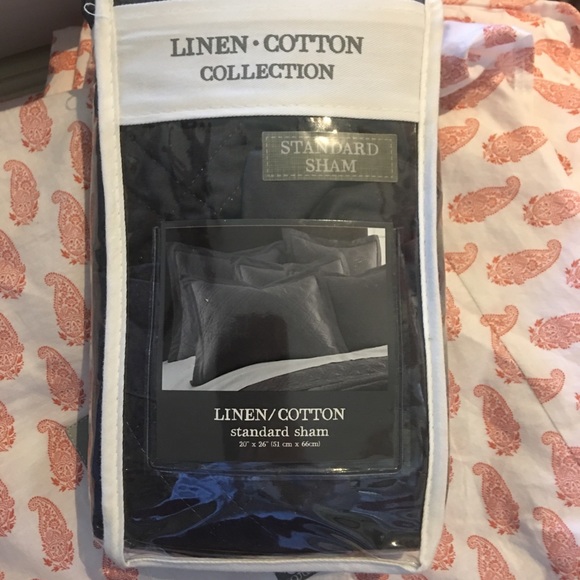 LINEN • COTTON
COLLECTION
STANDARD
SHAM
LINEN/COTTON
standard sham
20" x 26" (51 cm x 66cm)